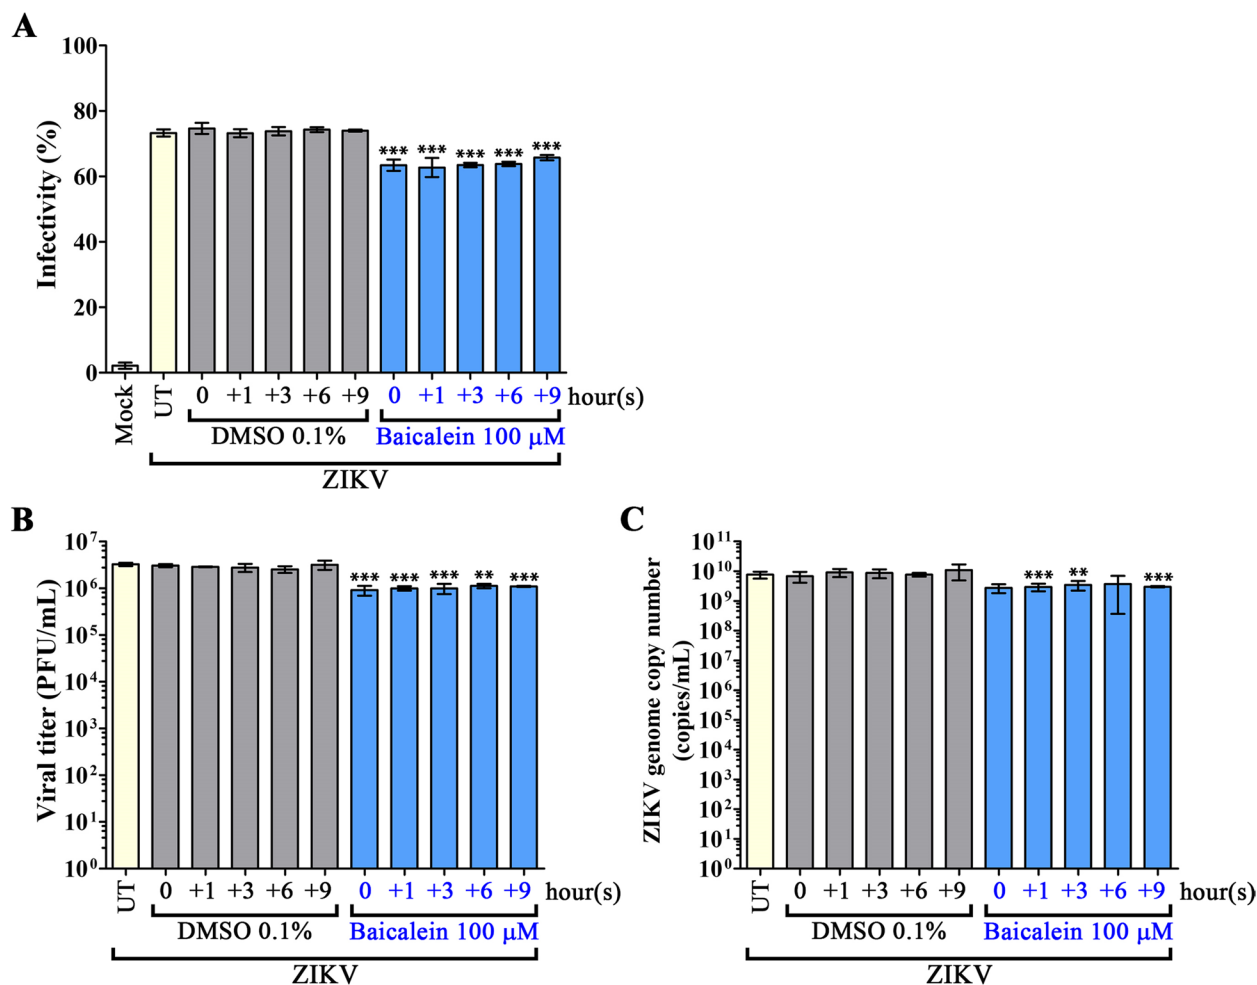 A
100
80
60
40
20
0
Infectivity (%)
*** *** *** *** ***
Mock UT 0 +1 +3 +6 +9 0 +1 +3 +6 +9 hour(s)
DMSO 0.1% Baicalein 100 µM
ZIKV
B
10^7
10^6
10^5
10^4
10^3
10^2
10^1
10^0
Viral titer (PFU/mL)
*** *** *** ** ***
UT 0 +1 +3 +6 +9 0 +1 +3 +6 +9 hour(s)
DMSO 0.1% Baicalein 100 µM
ZIKV
C
10^11
10^10
10^9
10^8
10^7
10^6
10^5
10^4
10^3
10^2
10^1
10^0
ZIKV genome copy number
(copies/mL)
*** ** ***
UT 0 +1 +3 +6 +9 0 +1 +3 +6 +9 hour(s)
DMSO 0.1% Baicalein 100 µM
ZIKV